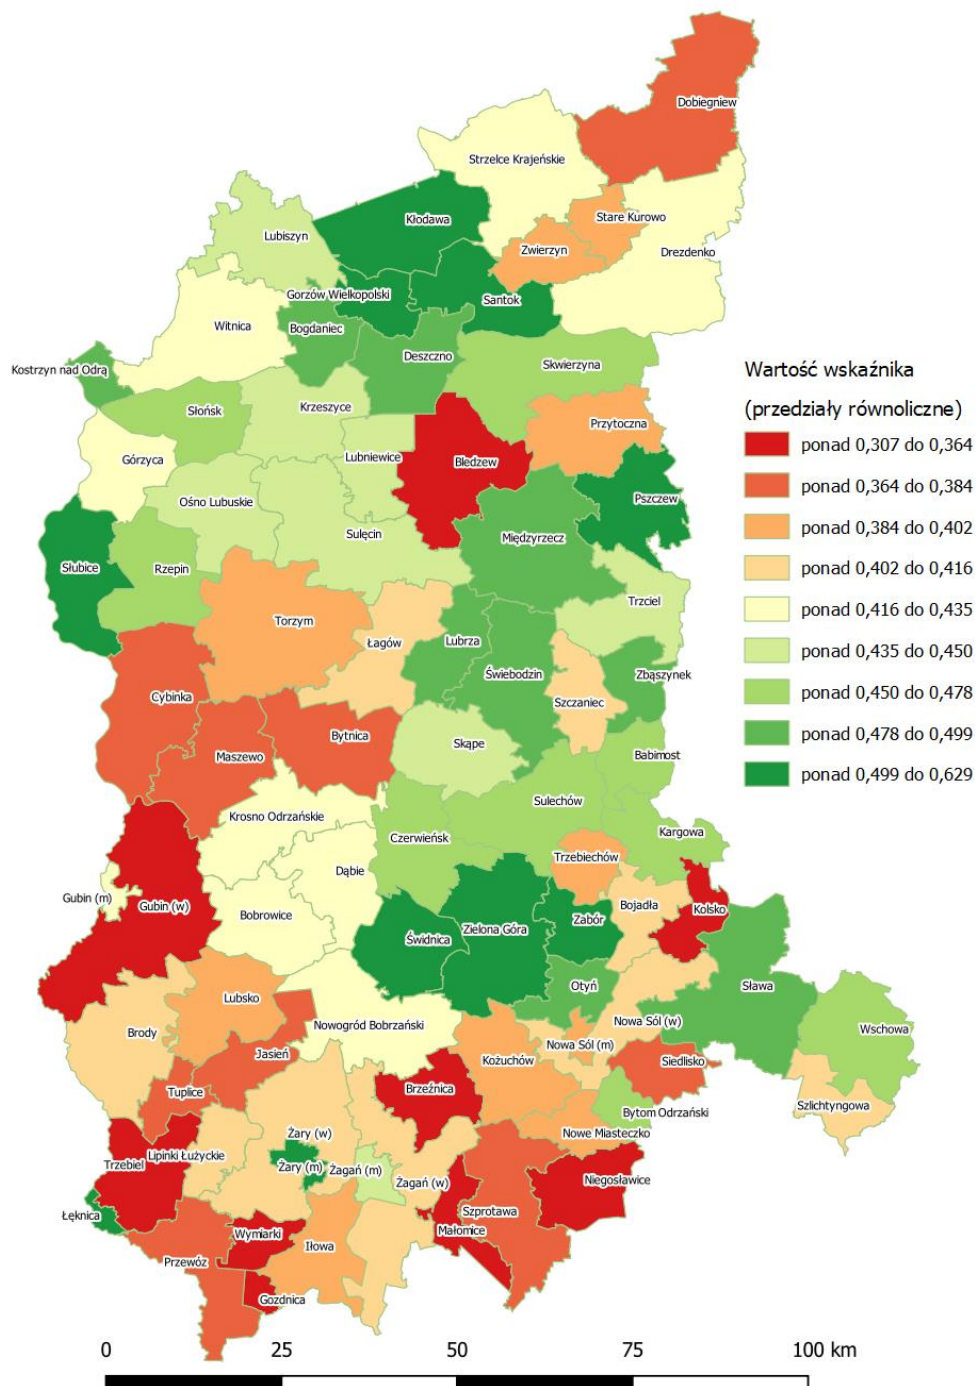 Dobiegniew
Strzelce Krajeńskie
Stare Kurowo
Kłodawa
Lubiszyn
Zwierzyn
Drezdenko
Gorzów Wielkopolski
Santok
Witnica
Bogdaniec
Deszczno
Skwierzyna
Kostrzyn nad Odrą
Wartość wskaźnika
(przedziały równoliczne)
ponad 0,307 do 0,364
ponad 0,364 do 0,384
ponad 0,384 do 0,402
ponad 0,402 do 0,416
ponad 0,416 do 0,435
ponad 0,435 do 0,450
ponad 0,450 do 0,478
ponad 0,478 do 0,499
ponad 0,499 do 0,629
Słońsk
Krzeszyce
Przytoczna
Górzyca
Lubniewice
Bledzew
Ośno Lubuskie
Pszczew
Sulęcin
Międzyrzecz
Słubice
Rzepin
Trzciel
Torzym
Łagów
Lubrza
Świebodzin
Zbąszynek
Cybinka
Szczaniec
Bytnica
Skąpe
Maszewo
Babimost
Sulechów
Krosno Odrzańskie
Czerwieńsk
Kargowa
Trzebiechów
Dąbie
Gubin (m)
Gubin (w)
Bobrowice
Bojadła
Kolsko
Zabór
Świdnica
Zielona Góra
Otyń
Sława
Lubsko
Nowa Sól (w)
Brody
Nowogród Bobrzański
Wschowa
Nowa Sól (m)
Jasień
Kożuchów
Siedlisko
Tuplice
Brzeźnica
Szlichtyngowa
Bytom Odrzański
Żary (w)
Nowe Miasteczko
Lipinki Łużyckie
Trzebiel
Żary (m)
Żagań (m)
Żagań (w)
Niegosławice
Łęknica
Szprotawa
Małomice
Wymiarki
Iłowa
Przewóz
Gozdnica
0 25 50 75 100 km